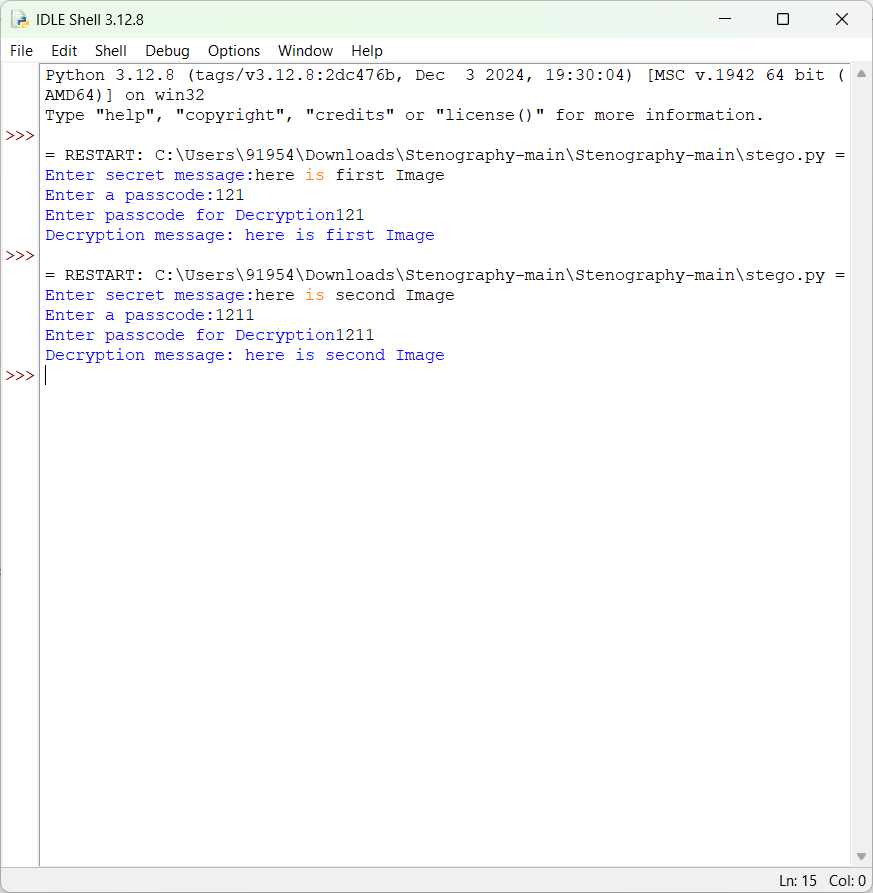 IDLE Shell 3.12.8
File Edit Shell Debug Options Window Help
Python 3.12.8 (tags/v3.12.8:2dc476b, Dec  3 2024, 19:30:04) [MSC v.1942 64 bit (
AMD64)] on win32
Type "help", "copyright", "credits" or "license()" for more information.
>>>
= RESTART: C:\Users\91954\Downloads\Stenography-main\Stenography-main\stego.py =
Enter secret message:here is first Image
Enter a passcode:121
Enter passcode for Decryption121
Decryption message: here is first Image
>>>
= RESTART: C:\Users\91954\Downloads\Stenography-main\Stenography-main\stego.py =
Enter secret message:here is second Image
Enter a passcode:1211
Enter passcode for Decryption1211
Decryption message: here is second Image
>>>
Ln: 15 Col: 0